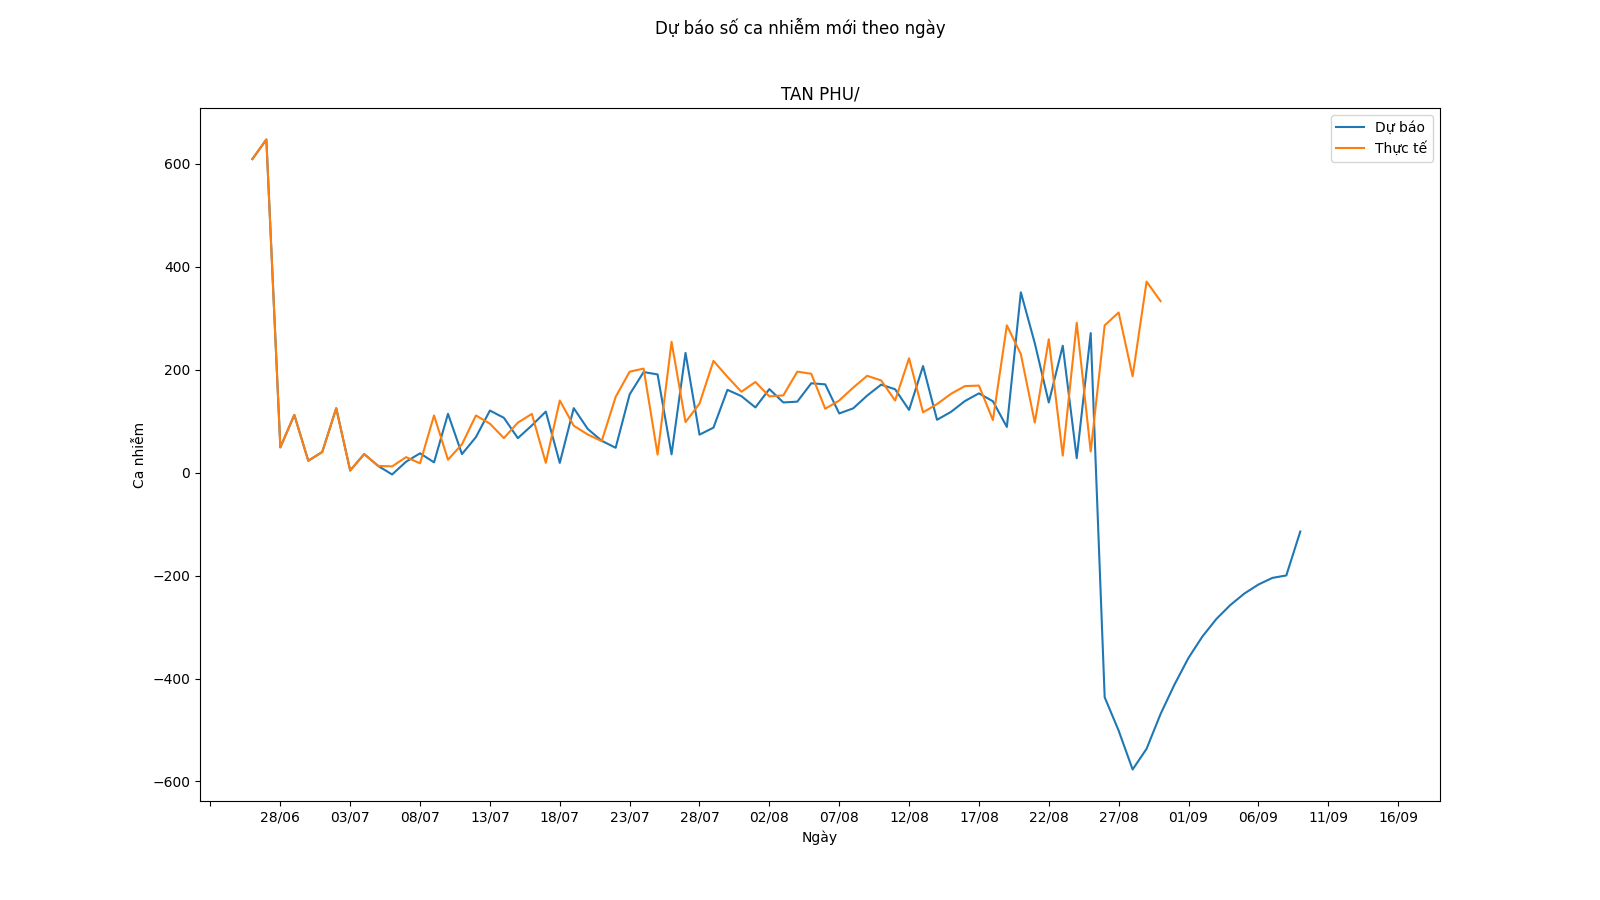 Dự báo số ca nhiễm mới theo ngày
TAN PHU/
Dự báo
Thực tế
Ca nhiễm
600
400
200
0
−200
−400
−600
28/06 03/07 08/07 13/07 18/07 23/07 28/07 02/08 07/08 12/08 17/08 22/08 27/08 01/09 06/09 11/09 16/09
Ngày